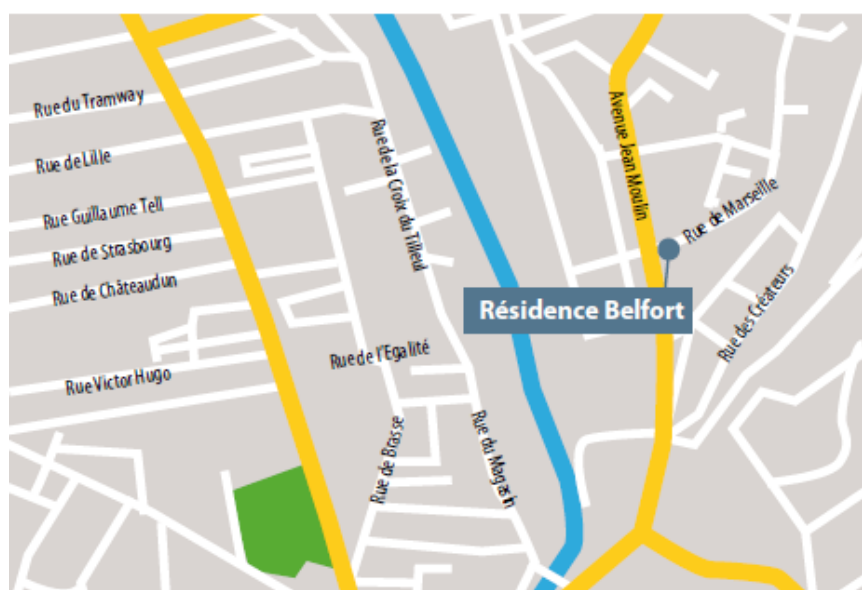 Rue du Tramway
Rue de Lille
Rue Guillaume Tell
Rue de Strasbourg
Rue de Châteaudun
Rue Victor Hugo
Rue de la Croix du Tilleul
Rue de l'Egalité
Rue de Brasse
Rue du Magasin
Avenue Jean Moulin
Rue de Marseille
Résidence Belfort
Rue des Créateurs